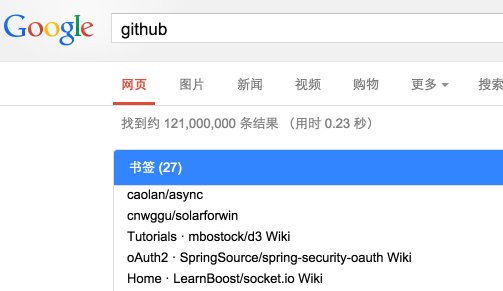 Google
github
网页 图片 新闻 视频 购物 更多 搜索
找到约 121,000,000 条结果 （用时 0.23 秒）
书签 (27)
caolan/async
cnwggu/solarforwin
Tutorials · mbostock/d3 Wiki
oAuth2 · SpringSource/spring-security-oauth Wiki
Home · LearnBoost/socket.io Wiki